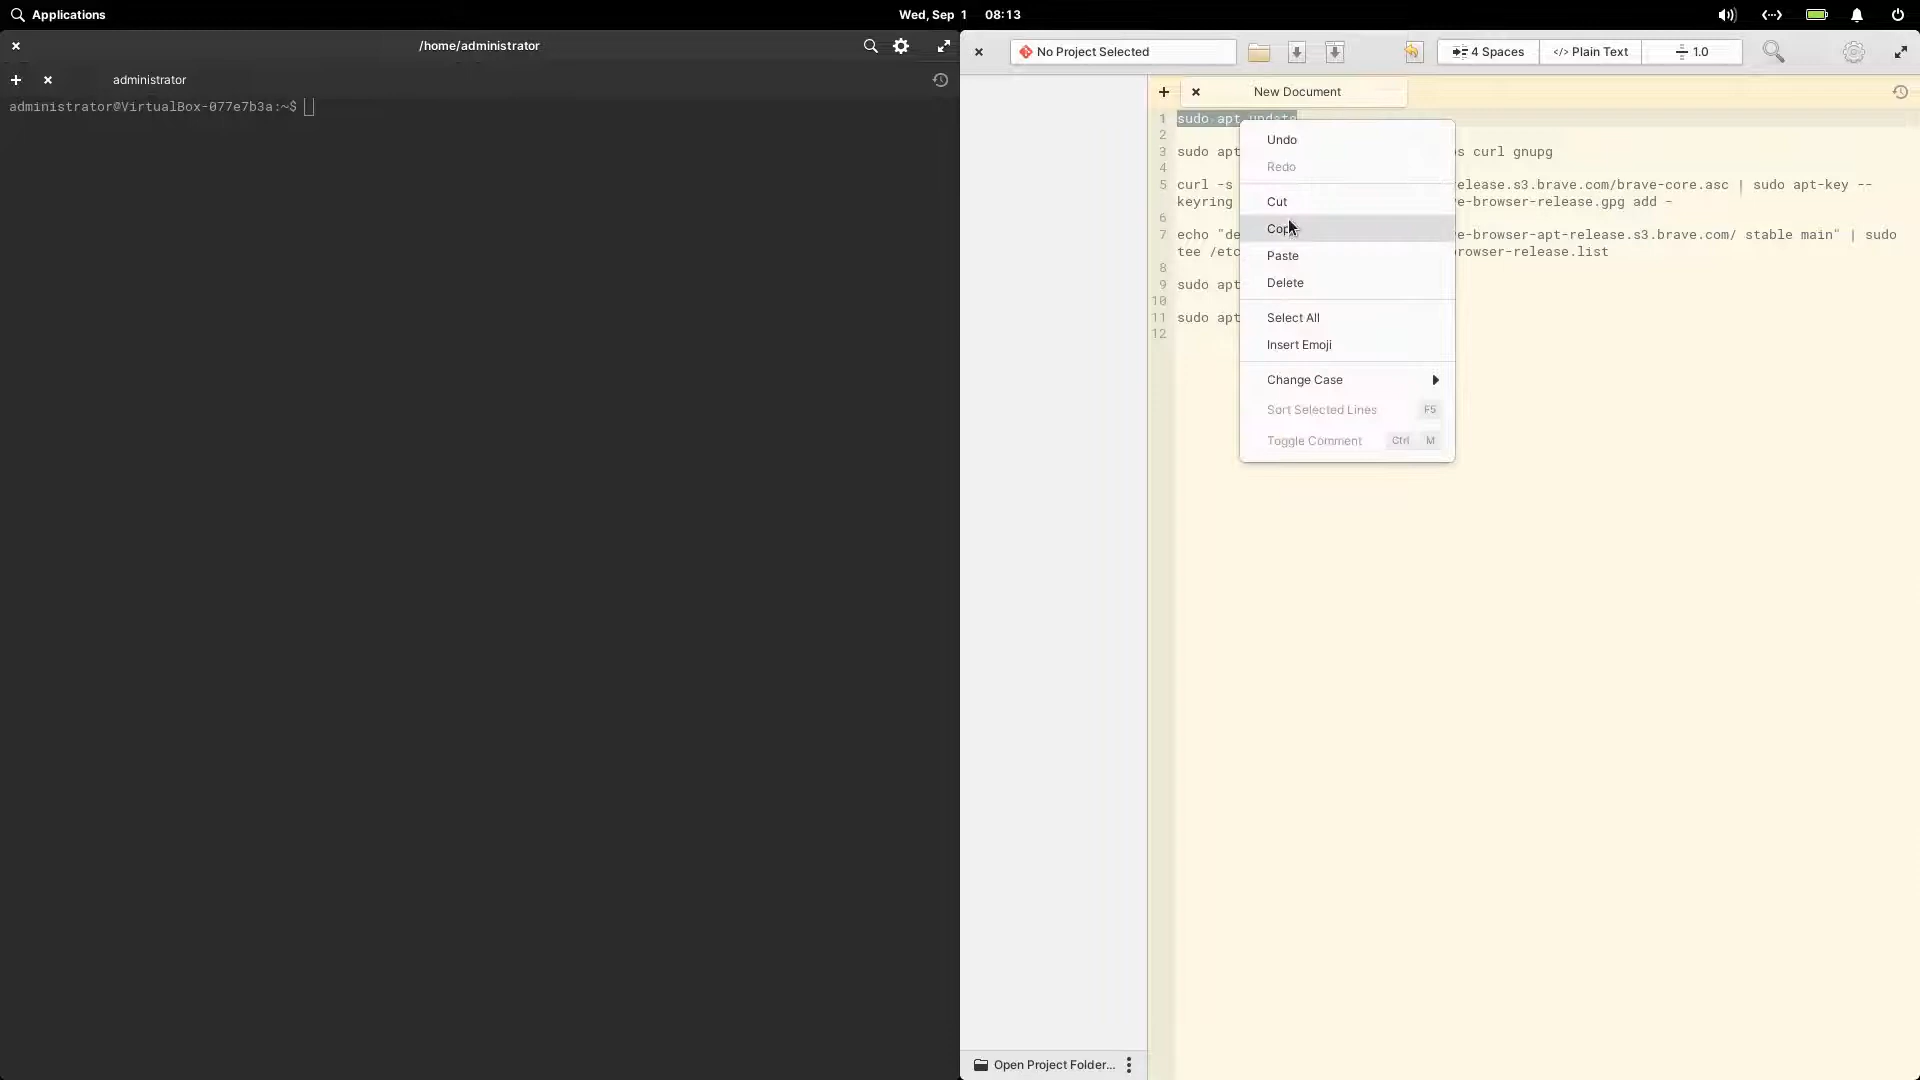 Applications
Wed, Sep 1 08:13
/home/administrator
administrator
administrator@VirtualBox-077e7b3a:~$
No Project Selected
4 Spaces
</> Plain Text
1.0
New Document
1 sudo apt update
2
3 sudo apt s curl gnupg
4
5 curl -s elease.s3.brave.com/brave-core.asc | sudo apt-key --
keyring e-browser-release.gpg add -
6
7 echo "de e-browser-apt-release.s3.brave.com/ stable main" | sudo
tee /etc rowser-release.list
8
9 sudo apt
10
11 sudo apt
12
Undo
Redo
Cut
Copy
Paste
Delete
Select All
Insert Emoji
Change Case
Sort Selected Lines F5
Toggle Comment Ctrl M
Open Project Folder...